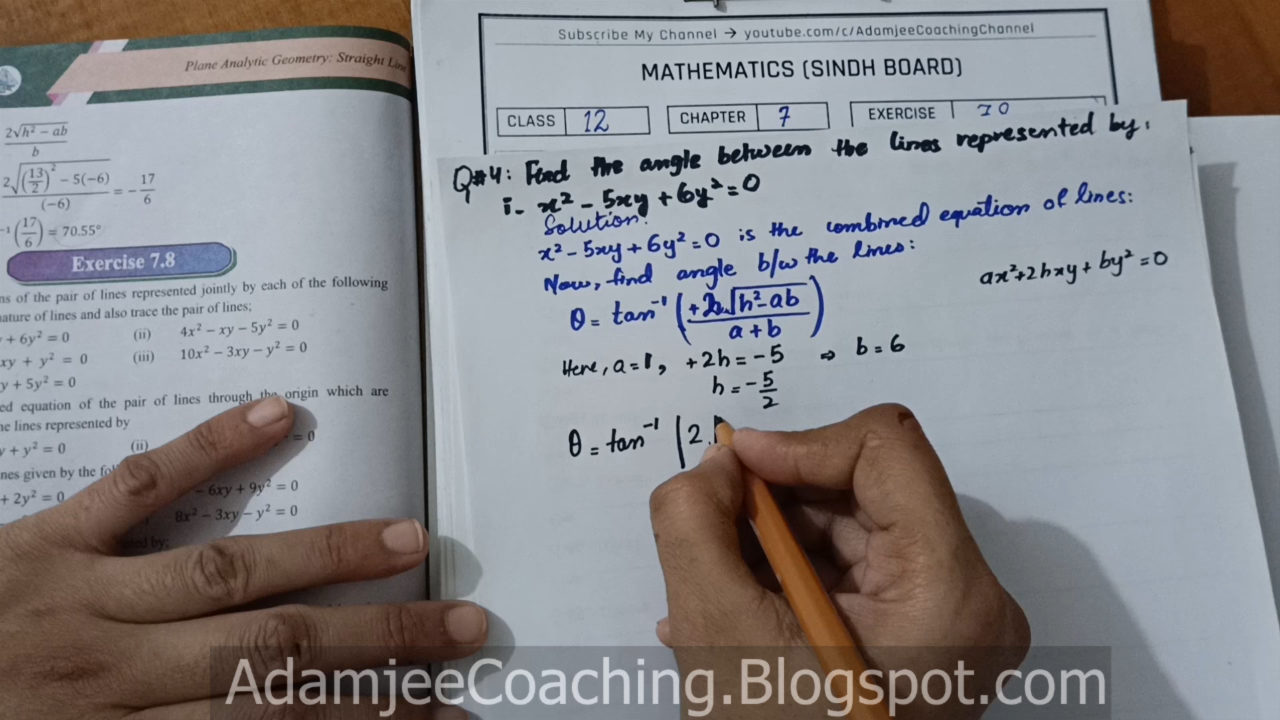 Plane Analytic Geometry: Straight
2√h² − ab
b
2√(13/2)² − 5(−6) = − 17/6
(−6)
⁻¹(17/6) = 70.55°
Exercise 7.8
ns of the pair of lines represented jointly by each of the following
ature of lines and also trace the pair of lines;
+ 6y² = 0 (ii) 4x² − xy − 5y² = 0
xy + y² = 0 (iii) 10x² − 3xy − y² = 0
y + 5y² = 0
ed equation of the pair of lines through the origin which are
he lines represented by
+ y² = 0 (ii) = 0
nes given by the
+ 2y² = 0 − 6xy + 9y² = 0
8x² − 3xy − y² = 0
by:
Subscribe My Channel → youtube.com/c/AdamjeeCoachingChannel
MATHEMATICS (SINDH BOARD)
CLASS 12 CHAPTER 7 EXERCISE
Q#4: Find the angle between the lines represented by:
i- x² - 5xy + 6y² = 0
Solution:
x² - 5xy + 6y² = 0 is the combined equation of lines:
Now, find angle b/w the lines:
ax² + 2hxy + by² = 0
θ = tan⁻¹ (+2√h² - ab / a + b)
Here, a = 1, +2h = -5 ⇒ b = 6
h = -5/2
θ = tan⁻¹ | 2
AdamjeeCoaching.Blogspot.com